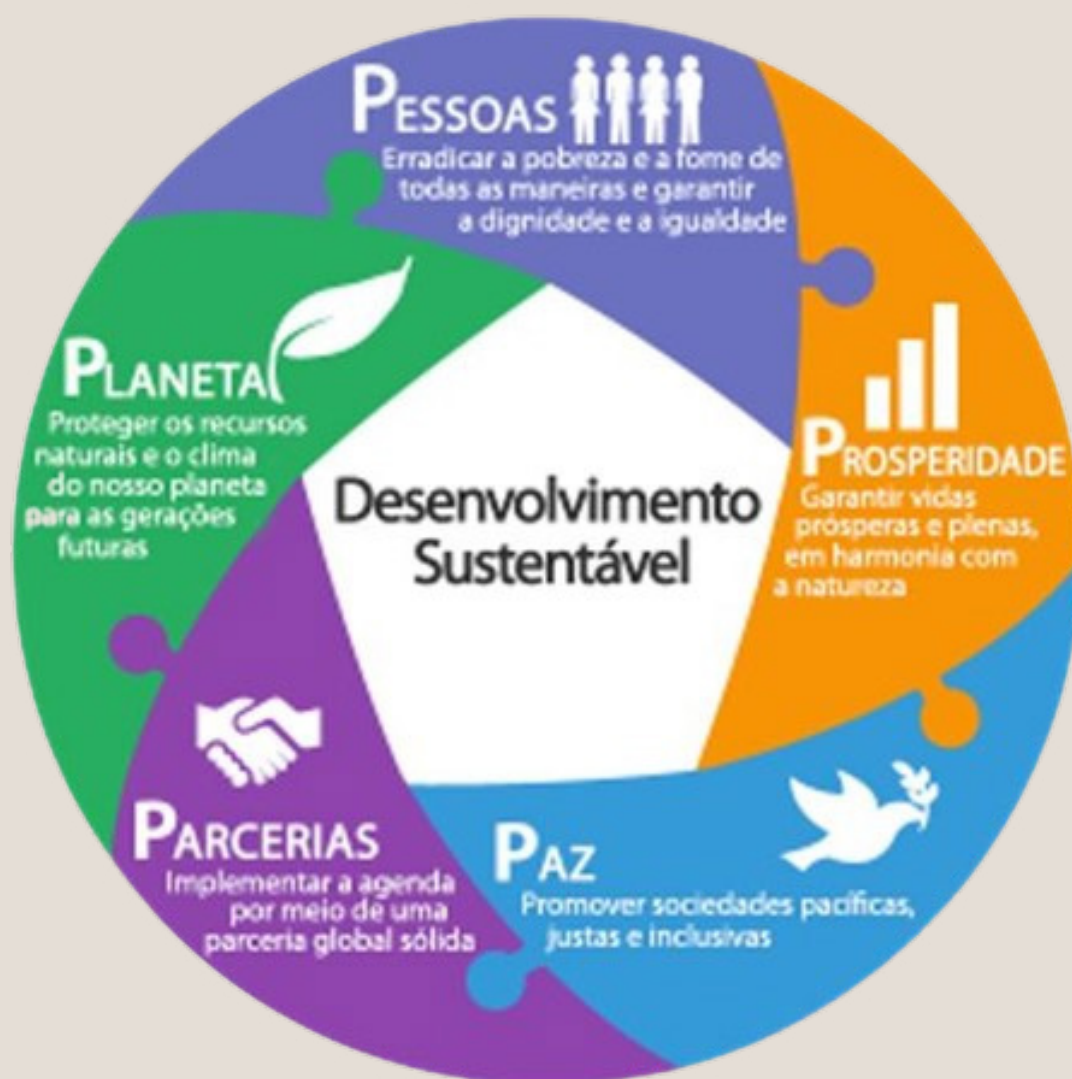 PESSOAS
Erradicar a pobreza e a fome de
todas as maneiras e garantir
a dignidade e a igualdade
PROSPERIDADE
Garantir vidas
prósperas e plenas,
em harmonia com
a natureza
PLANETA
Proteger os recursos
naturais e o clima
do nosso planeta
para as gerações
futuras
Desenvolvimento
Sustentável
PARCERIAS
Implementar a agenda
por meio de uma
parceria global sólida
PAZ
Promover sociedades pacíficas,
justas e inclusivas